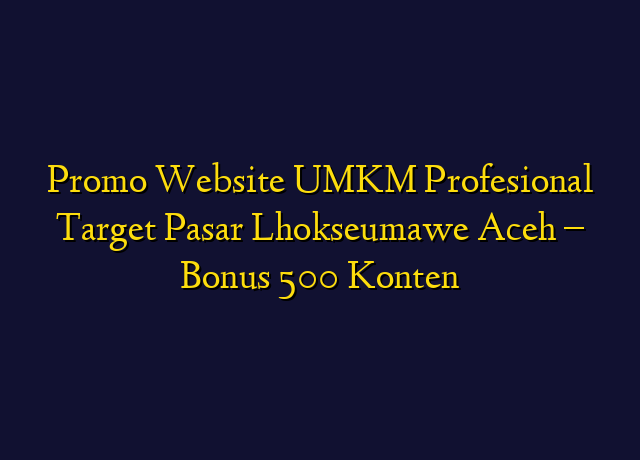 Promo Website UMKM Profesional
Target Pasar Lhokseumawe Aceh –
Bonus 500 Konten